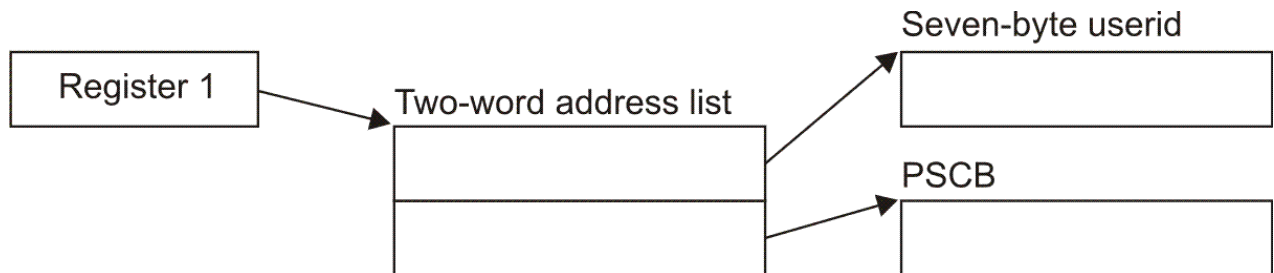 Seven-byte userid
Register 1
Two-word address list
PSCB